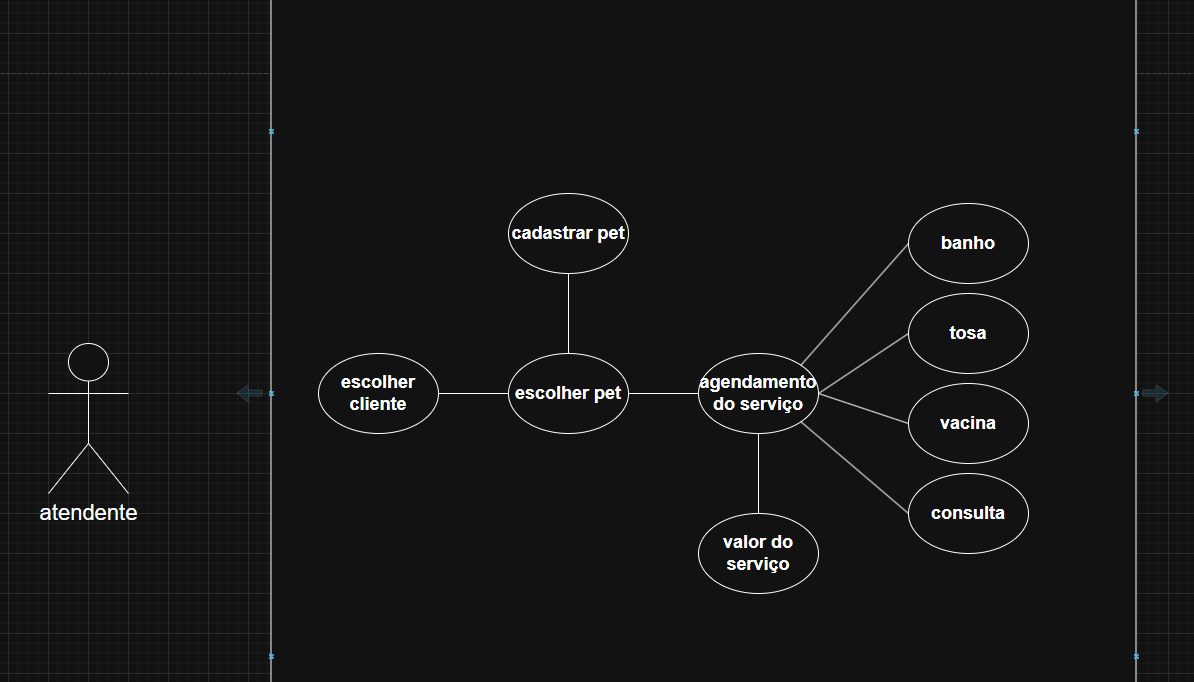 cadastrar pet
banho
tosa
escolher
cliente
escolher pet
agendamento
do serviço
vacina
consulta
atendente
valor do
serviço